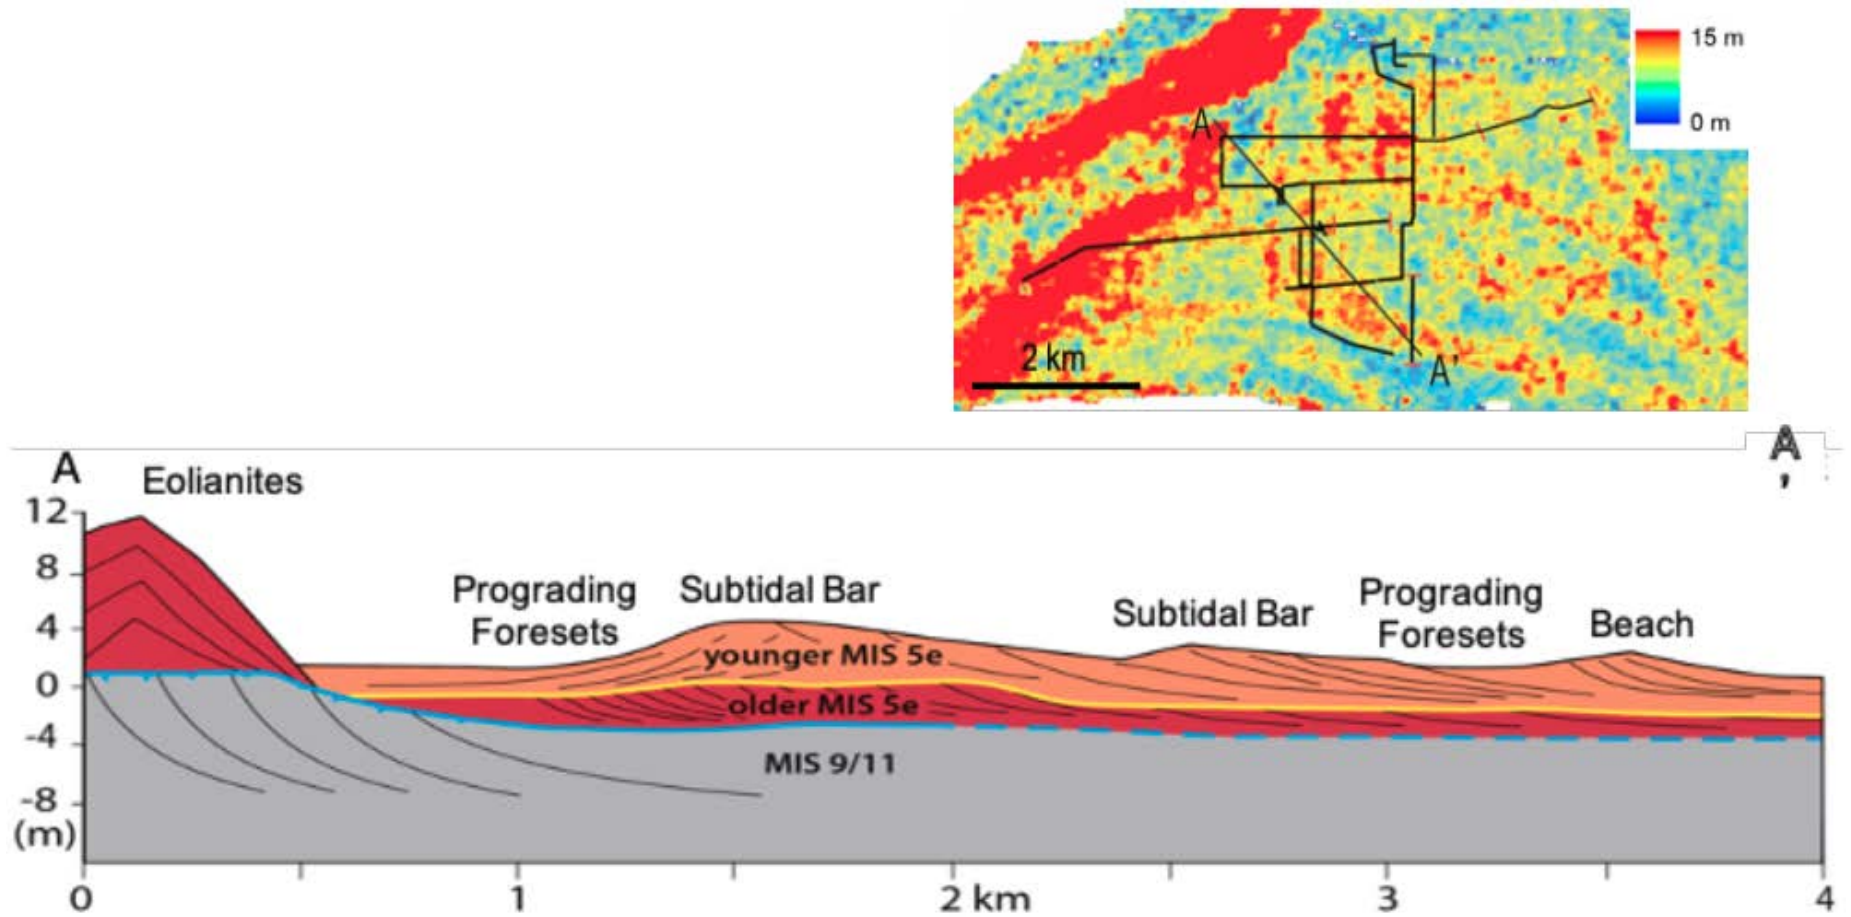 15 m
0 m
A
2 km
A'
A
A
,
Eolianites
12
8
4
0
-4
-8
(m)
Prograding
Foresets
Subtidal Bar
Subtidal Bar
Prograding
Foresets
Beach
younger MIS 5e
older MIS 5e
MIS 9/11
0
1
2 km
3
4